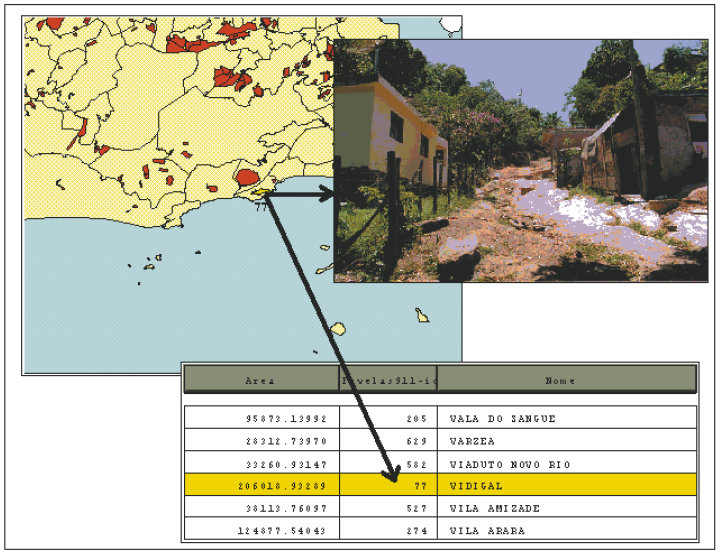 77
Area Nome
95873.13992 205 VALA DO SANGUE
28312.73970 629 VARZEA
33260.93147 582 VIADUTO NOVO RIO
206018.93289 77 VIDIGAL
38113.76097 527 VILA AMIZADE
124877.54043 274 VILA ARARA